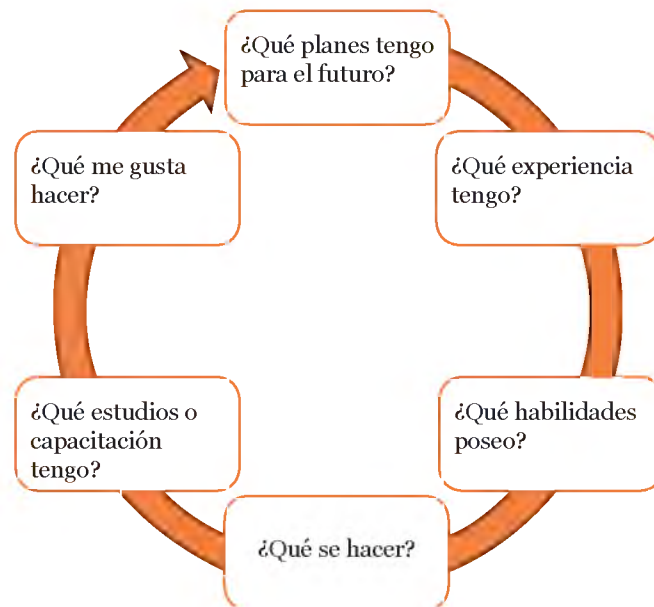 ¿Qué planes tengo
para el futuro?
¿Qué experiencia
tengo?
¿Qué habilidades
poseo?
¿Qué se hacer?
¿Qué estudios o
capacitación
tengo?
¿Qué me gusta
hacer?